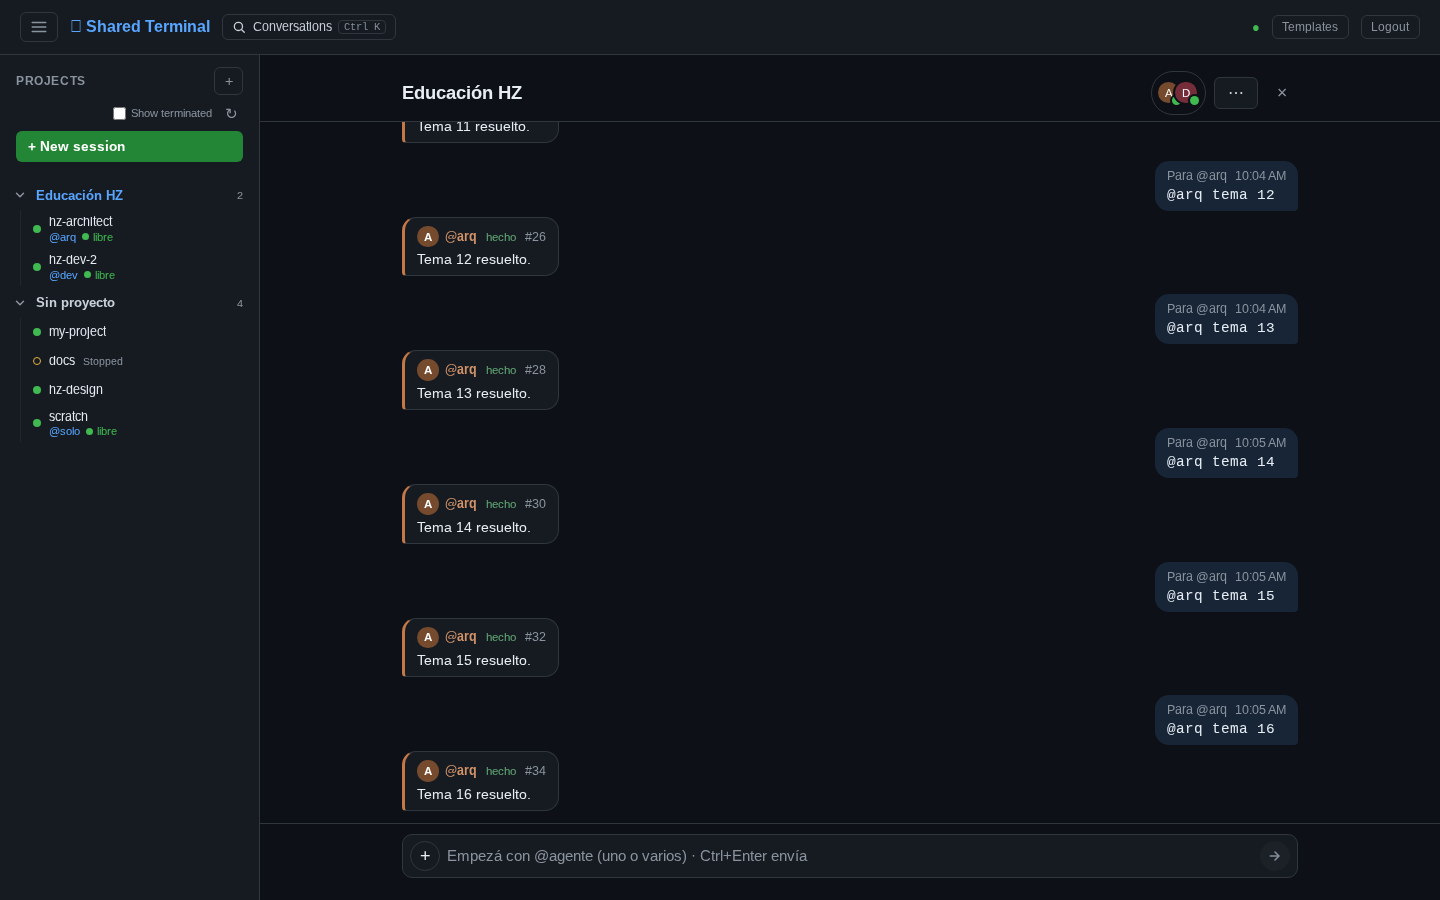 Shared Terminal
Conversations Ctrl K
Templates
Logout
PROJECTS
+
Show terminated
+ New session
Educación HZ 2
hz-architect
@arq libre
hz-dev-2
@dev libre
Sin proyecto 4
my-project
docs Stopped
hz-design
scratch
@solo libre
Educación HZ
A D
⋯
×
Tema 11 resuelto.
Para @arq 10:04 AM
@arq tema 12
A @arq hecho #26
Tema 12 resuelto.
Para @arq 10:04 AM
@arq tema 13
A @arq hecho #28
Tema 13 resuelto.
Para @arq 10:05 AM
@arq tema 14
A @arq hecho #30
Tema 14 resuelto.
Para @arq 10:05 AM
@arq tema 15
A @arq hecho #32
Tema 15 resuelto.
Para @arq 10:05 AM
@arq tema 16
A @arq hecho #34
Tema 16 resuelto.
+ Empezá con @agente (uno o varios) · Ctrl+Enter envía